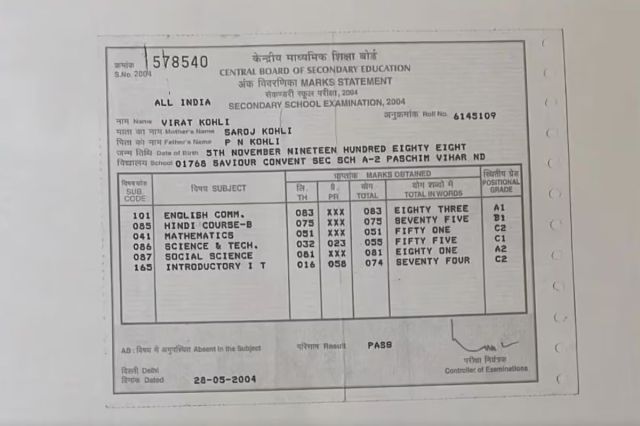 क्रमांक 578540
S.No. 2004
केन्द्रीय माध्यमिक शिक्षा बोर्ड
CENTRAL BOARD OF SECONDARY EDUCATION
अंक विवरणिका MARKS STATEMENT
सेकण्डरी स्कूल परीक्षा, 2004
ALL INDIA SECONDARY SCHOOL EXAMINATION, 2004
नाम Name VIRAT KOHLI अनुक्रमांक Roll No. 6145109
माता का नाम Mother's Name SAROJ KOHLI
पिता का नाम Father's Name P N KOHLI
जन्म तिथि Date of Birth 5TH NOVEMBER NINETEEN HUNDRED EIGHTY EIGHT
विद्यालय School 01768 SAVIOUR CONVENT SEC SCH A-2 PASCHIM VIHAR ND
विषय कोड SUB. CODE विषय SUBJECT प्राप्तांक MARKS OBTAINED स्थितीय ग्रेड POSITIONAL GRADE
लि. TH प्रै. PR योग TOTAL योग शब्दों में TOTAL IN WORDS
101 ENGLISH COMM. 083 XXX 083 EIGHTY THREE A1
085 HINDI COURSE-B 075 XXX 075 SEVENTY FIVE B1
041 MATHEMATICS 051 XXX 051 FIFTY ONE C2
086 SCIENCE & TECH. 032 023 055 FIFTY FIVE C1
087 SOCIAL SCIENCE 081 XXX 081 EIGHTY ONE A2
165 INTRODUCTORY I T 016 058 074 SEVENTY FOUR C2
AB : विषय में अनुपस्थित Absent in the Subject परिणाम Result PASS
दिल्ली Delhi परीक्षा नियंत्रक
दिनांक Dated 28-05-2004 Controller of Examinations